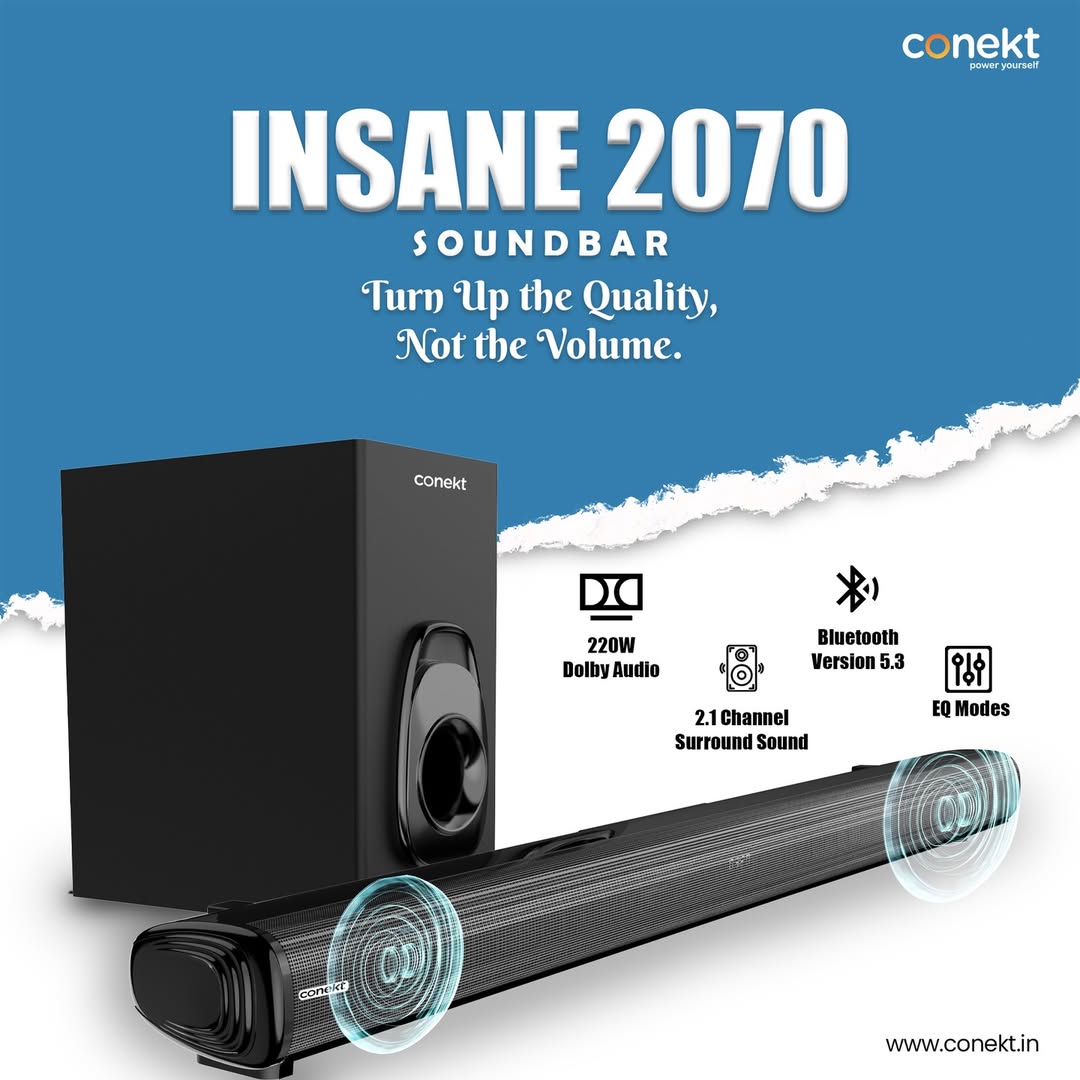 conekt
power yourself
INSANE 2070
SOUNDBAR
Turn Up the Quality,
Not the Volume.
conekt
220W
Dolby Audio
2.1 Channel
Surround Sound
Bluetooth
Version 5.3
EQ Modes
conekt
www.conekt.in